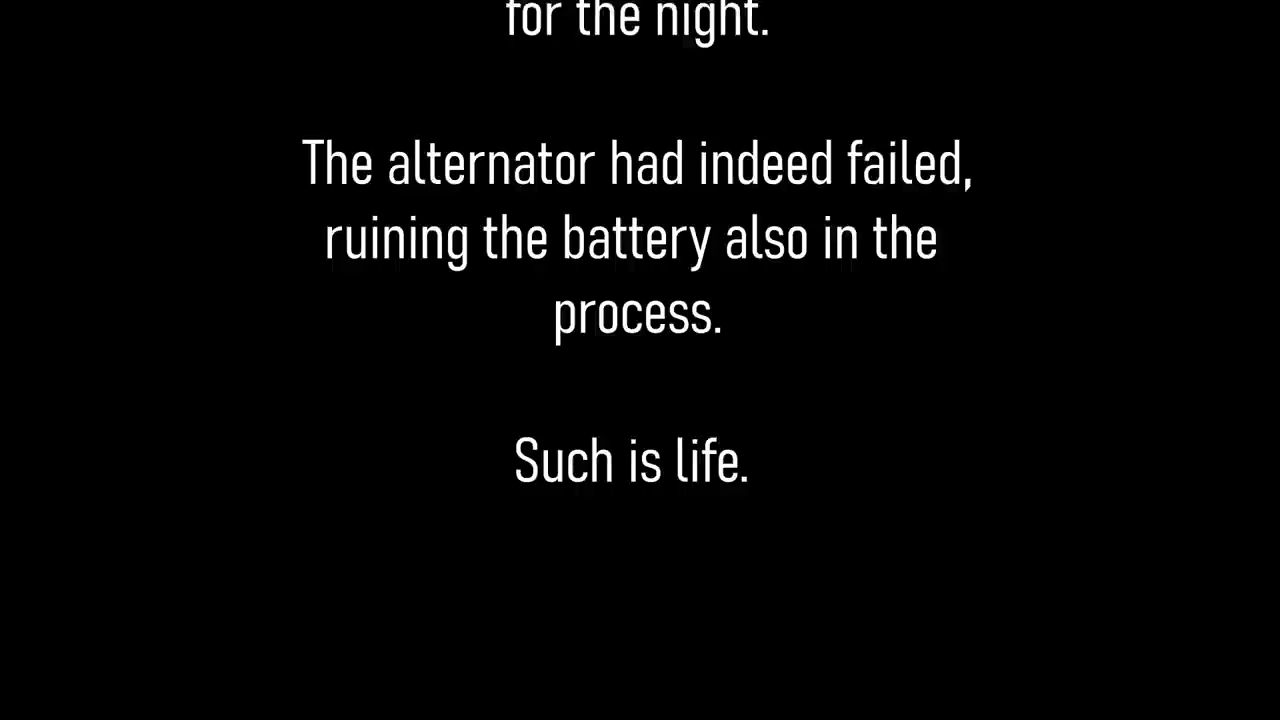 for the night.
The alternator had indeed failed,
ruining the battery also in the
process.
Such is life.